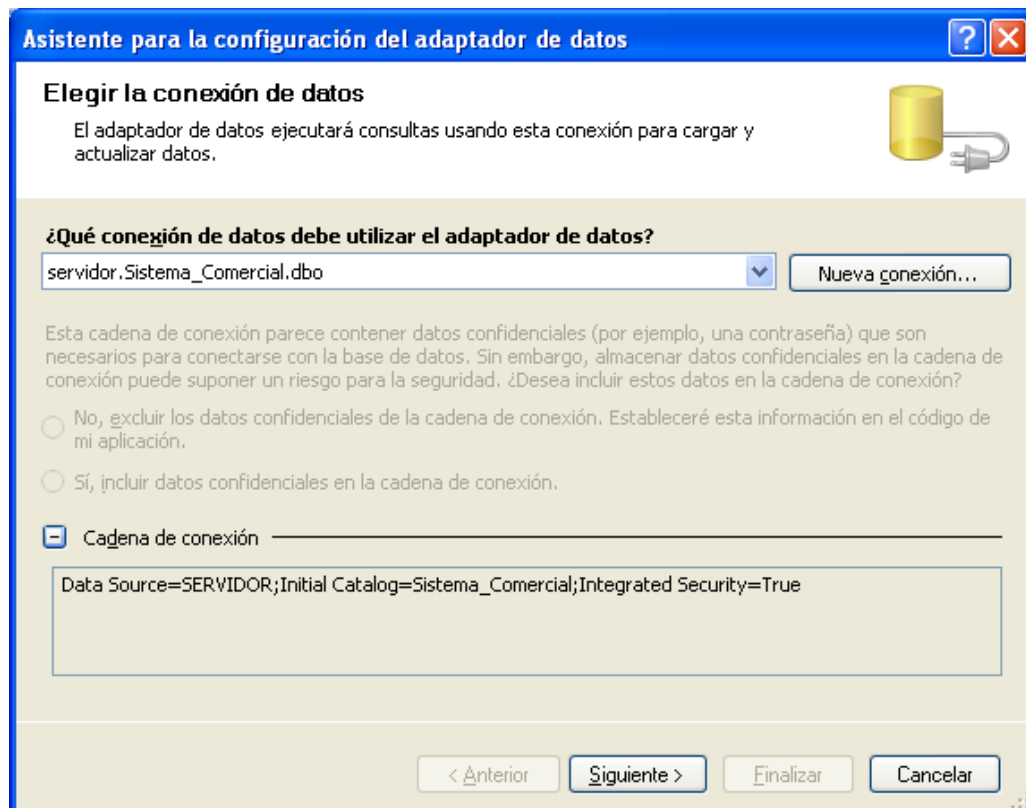 Asistente para la configuración del adaptador de datos
Elegir la conexión de datos
El adaptador de datos ejecutará consultas usando esta conexión para cargar y
actualizar datos.
¿Qué conexión de datos debe utilizar el adaptador de datos?
servidor.Sistema_Comercial.dbo
Nueva conexión...
Esta cadena de conexión parece contener datos confidenciales (por ejemplo, una contraseña) que son
necesarios para conectarse con la base de datos. Sin embargo, almacenar datos confidenciales en la cadena de
conexión puede suponer un riesgo para la seguridad. ¿Desea incluir estos datos en la cadena de conexión?
No, excluir los datos confidenciales de la cadena de conexión. Estableceré esta información en el código de
mi aplicación.
Sí, incluir datos confidenciales en la cadena de conexión.
Cadena de conexión
Data Source=SERVIDOR;Initial Catalog=Sistema_Comercial;Integrated Security=True
< Anterior
Siguiente >
Finalizar
Cancelar